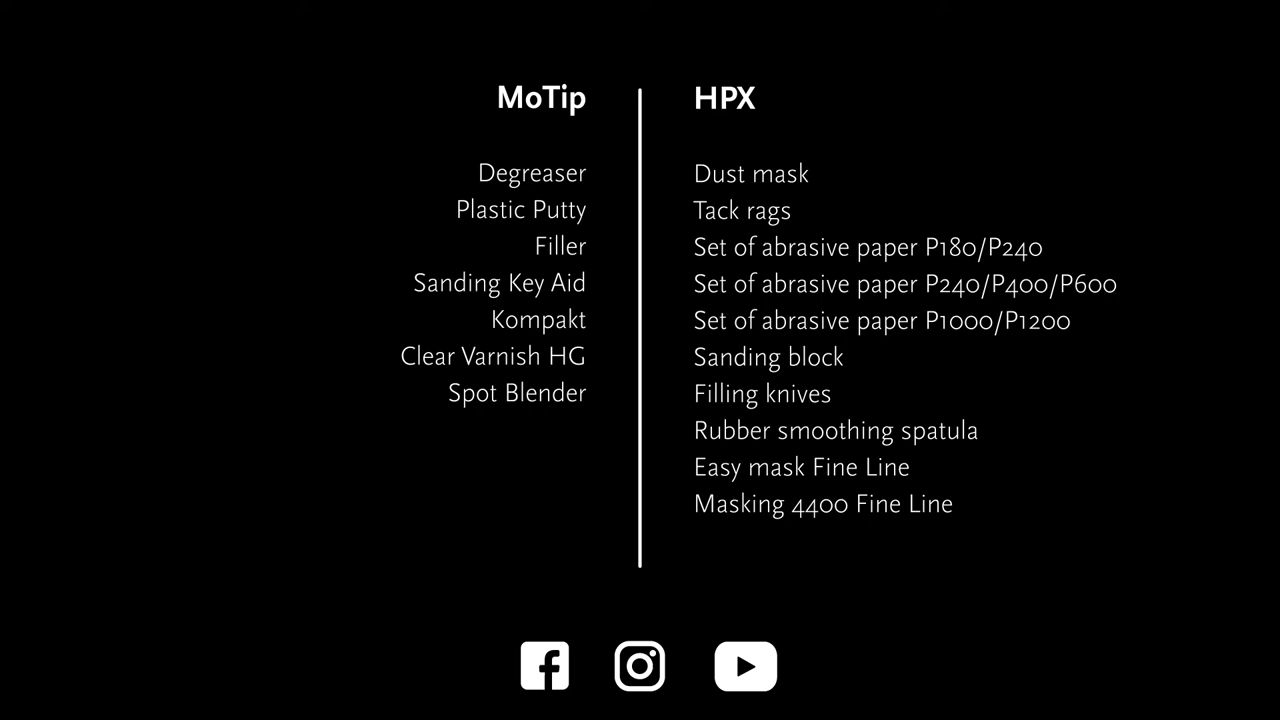 MoTip
Degreaser
Plastic Putty
Filler
Sanding Key Aid
Kompakt
Clear Varnish HG
Spot Blender
HPX
Dust mask
Tack rags
Set of abrasive paper P180/P240
Set of abrasive paper P240/P400/P600
Set of abrasive paper P1000/P1200
Sanding block
Filling knives
Rubber smoothing spatula
Easy mask Fine Line
Masking 4400 Fine Line